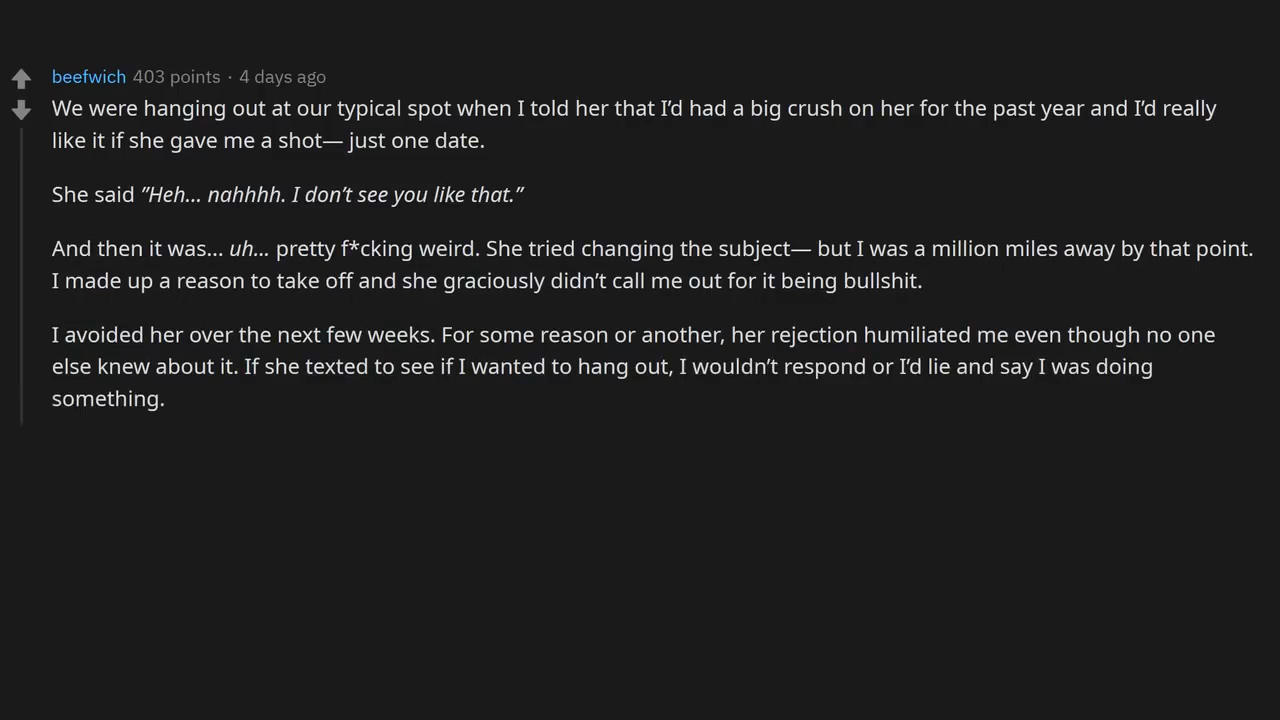 beefwich 403 points · 4 days ago
We were hanging out at our typical spot when I told her that I’d had a big crush on her for the past year and I’d really
like it if she gave me a shot— just one date.
She said ”Heh... nahhhh. I don’t see you like that.”
And then it was... uh... pretty f*cking weird. She tried changing the subject— but I was a million miles away by that point.
I made up a reason to take off and she graciously didn’t call me out for it being bullshit.
I avoided her over the next few weeks. For some reason or another, her rejection humiliated me even though no one
else knew about it. If she texted to see if I wanted to hang out, I wouldn’t respond or I’d lie and say I was doing
something.